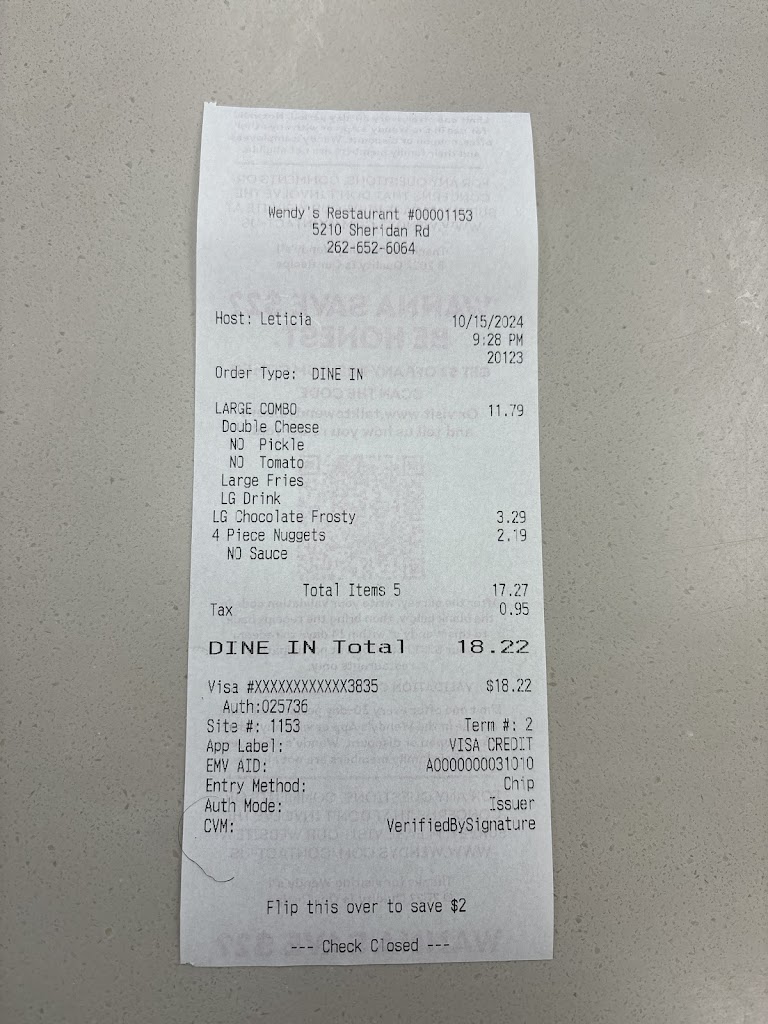 Wendy's Restaurant #00001153
5210 Sheridan Rd
262-652-6064
Host: Leticia 10/15/2024
9:28 PM
20123
Order Type: DINE IN
LARGE COMBO 11.79
Double Cheese
NO Pickle
NO Tomato
Large Fries
LG Drink
LG Chocolate Frosty 3.29
4 Piece Nuggets 2.19
NO Sauce
Total Items 5 17.27
Tax 0.95
DINE IN Total 18.22
Visa #XXXXXXXXXXXX3835 $18.22
Auth:025736
Site #: 1153 Term #: 2
App Label: VISA CREDIT
EMV AID: A0000000031010
Entry Method: Chip
Auth Mode: Issuer
CVM: VerifiedBySignature
Flip this over to save $2
--- Check Closed ---